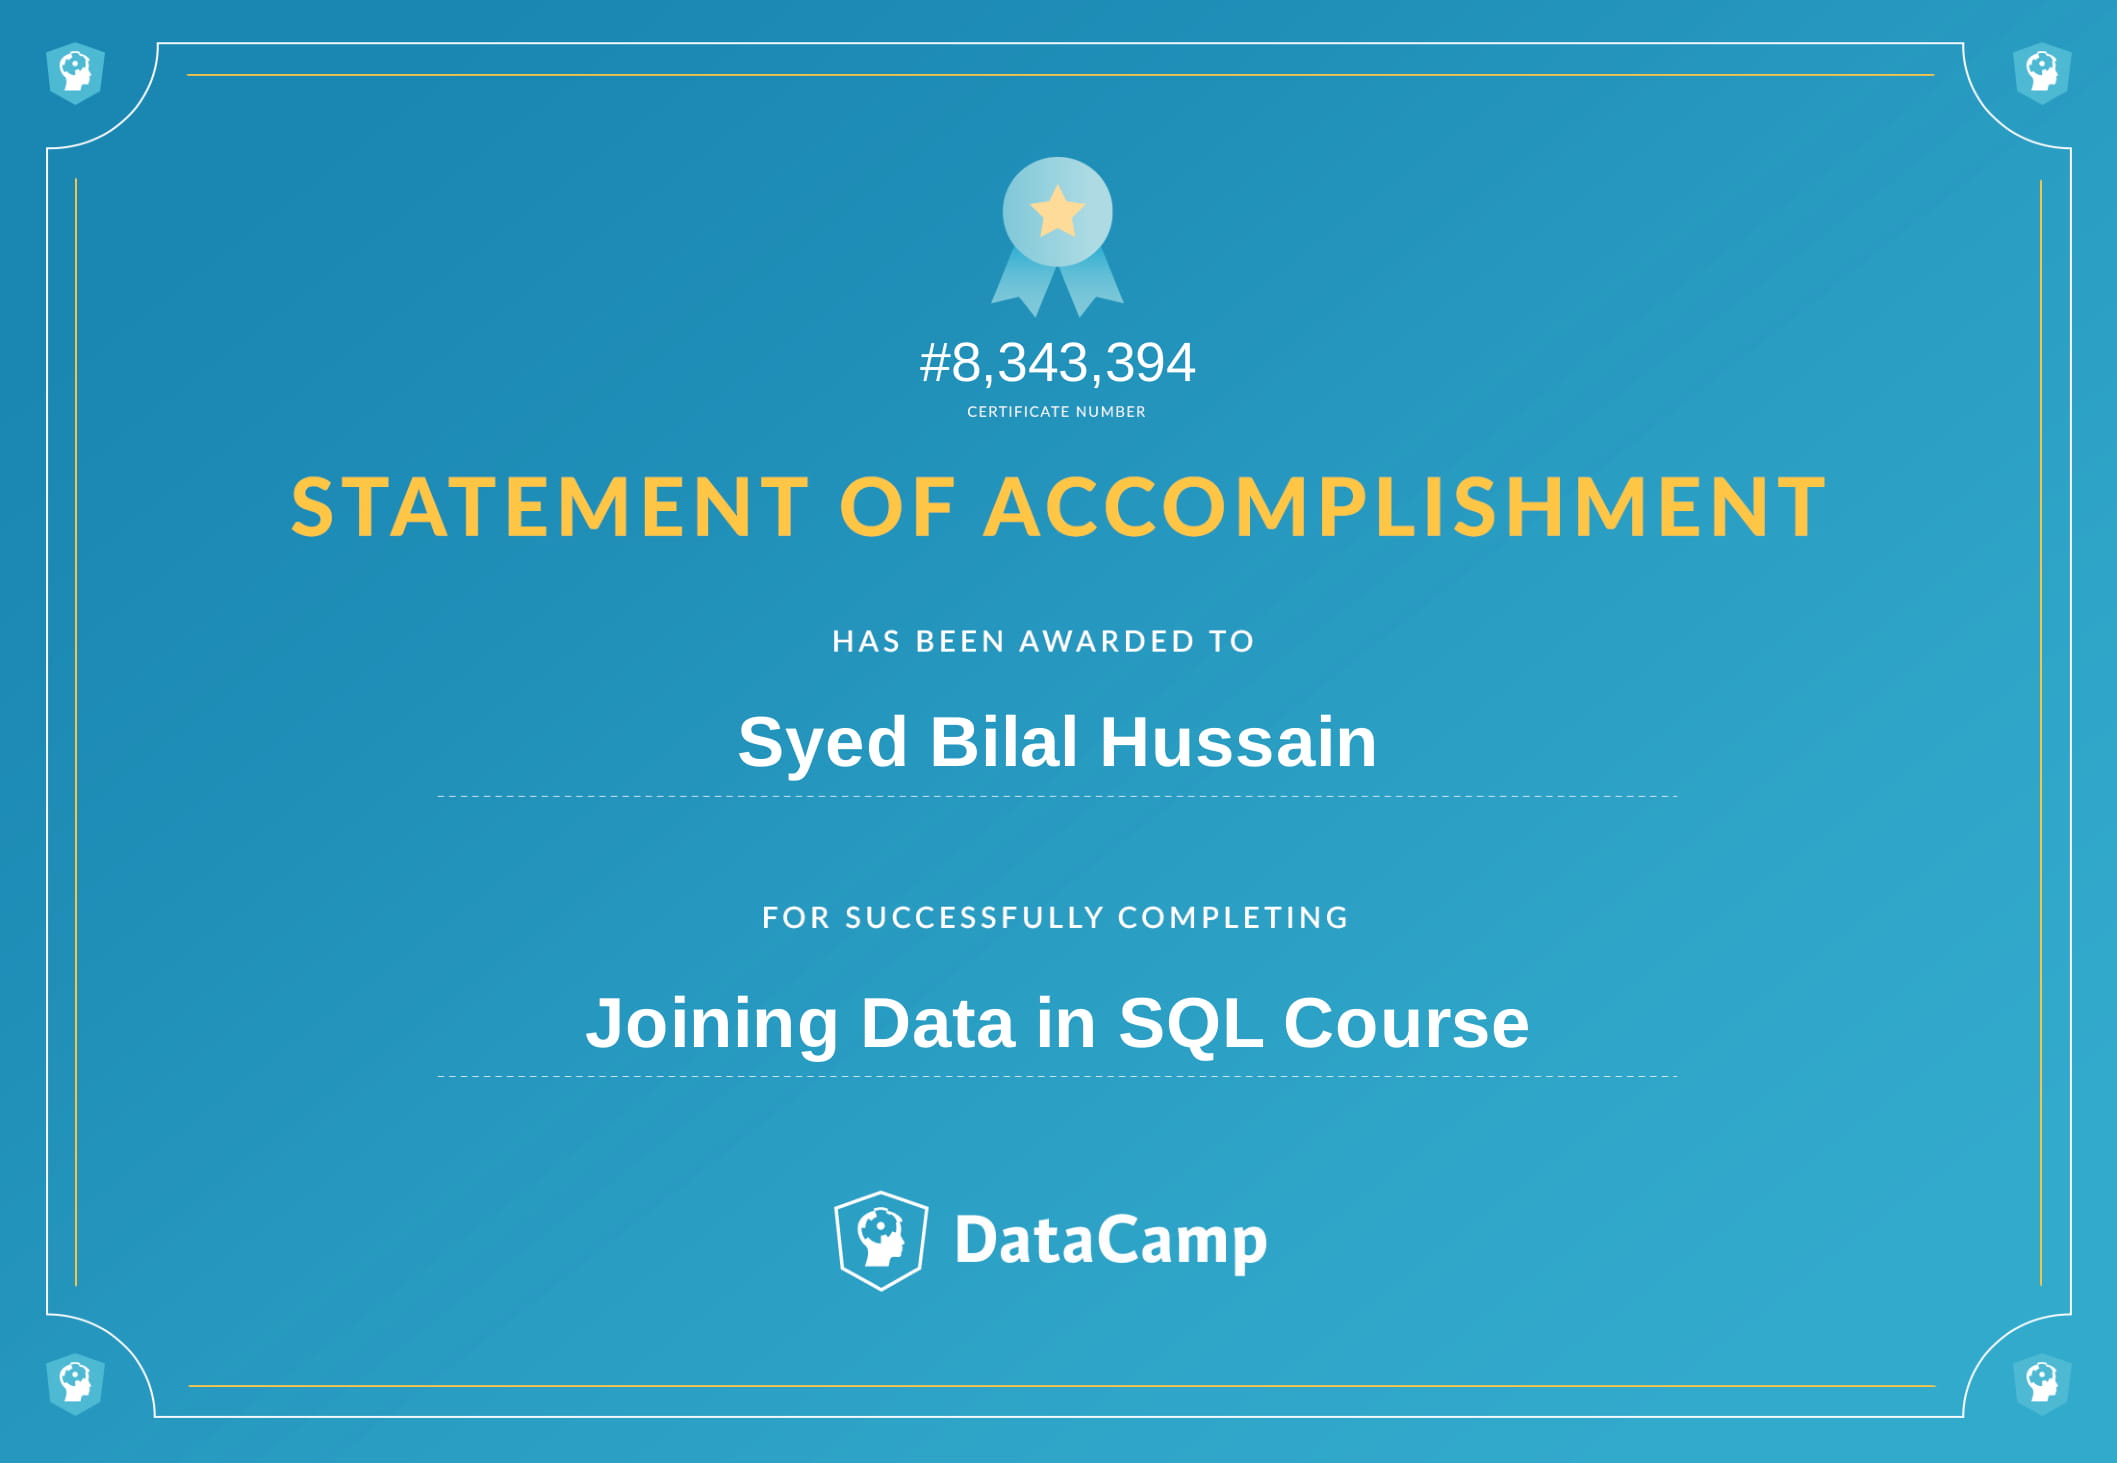 #8,343,394
CERTIFICATE NUMBER
STATEMENT OF ACCOMPLISHMENT
HAS BEEN AWARDED TO
Syed Bilal Hussain
FOR SUCCESSFULLY COMPLETING
Joining Data in SQL Course
DataCamp